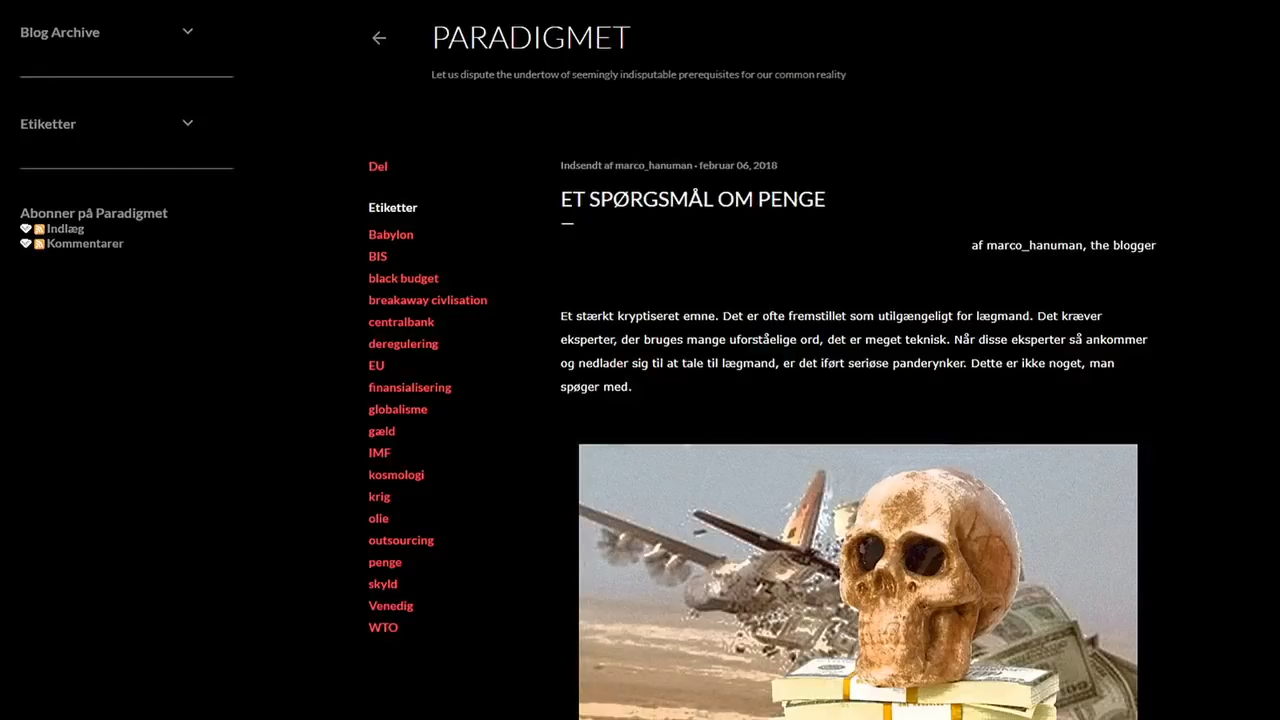 Blog Archive
Etiketter
Abonner på Paradigmet
Indlæg
Kommentarer
PARADIGMET
Let us dispute the undertow of seemingly indisputable prerequisites for our common reality
Del
Etiketter
Babylon
BIS
black budget
breakaway civlisation
centralbank
deregulering
EU
finansialisering
globalisme
gæld
IMF
kosmologi
krig
olie
outsourcing
penge
skyld
Venedig
WTO
Indsendt af marco_hanuman - februar 06, 2018
ET SPØRGSMÅL OM PENGE
af marco_hanuman, the blogger
Et stærkt kryptiseret emne. Det er ofte fremstillet som utilgængeligt for lægmand. Det kræver
eksperter, der bruges mange uforståelige ord, det er meget teknisk. Når disse eksperter så ankommer
og nedlader sig til at tale til lægmand, er det iført seriøse panderynker. Dette er ikke noget, man
spøger med.